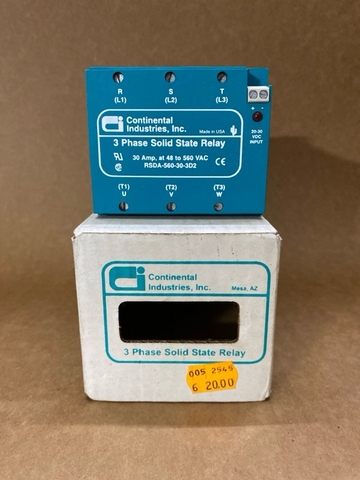 R S T
(L1) (L2) (L3)
Continental
Industries, Inc. Made in USA
3 Phase Solid State Relay
30 Amp, at 48 to 560 VAC
RSDA-560-30-3D2
20-30
VDC
INPUT
(T1) (T2) (T3)
U V W
Continental
Industries, Inc. Mesa, AZ
3 Phase Solid State Relay
005 2545
6 20.00